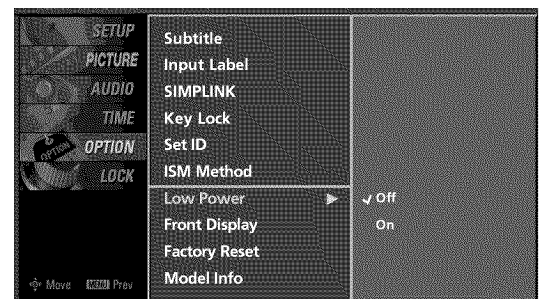 SETUP
PICTURE
AUDIO
TIME
OPTION
OPTION
LOCK
Move MENU Prev
Subtitle
Input Label
SIMPLINK
Key Lock
Set ID
ISM Method
Low Power
Front Display
Factory Reset
Model Info
Off
On